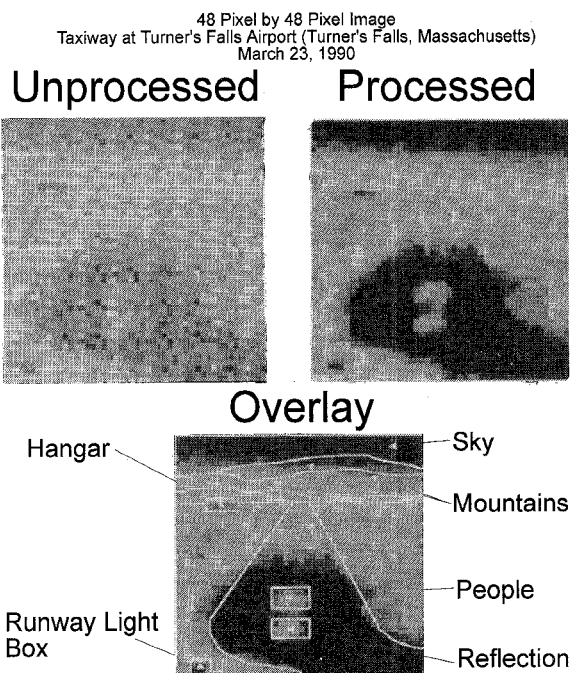 48 Pixel by 48 Pixel Image
Taxiway at Turner's Falls Airport (Turner's Falls, Massachusetts)
March 23, 1990
Unprocessed Processed
Overlay
Hangar
Sky
Mountains
People
Runway Light
Box
Reflection